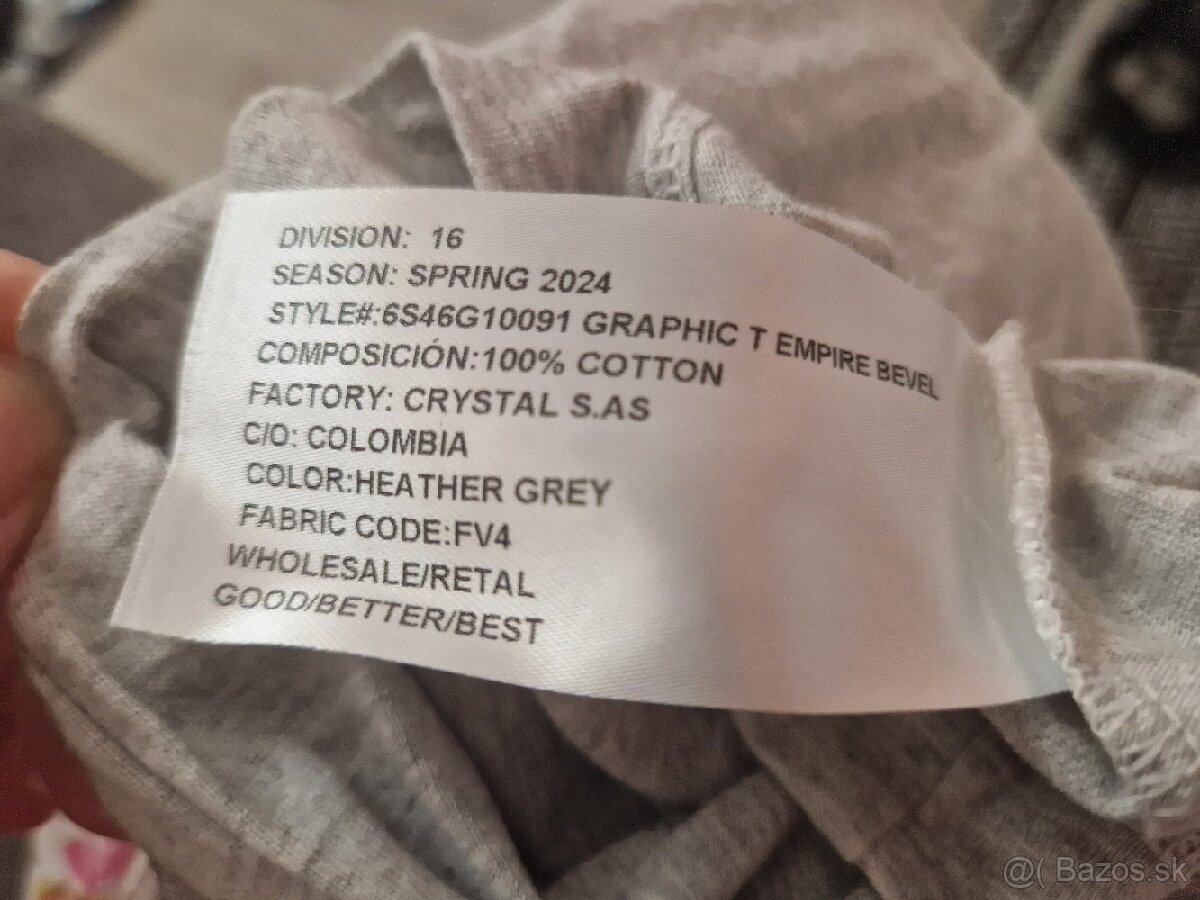 DIVISION: 16
SEASON: SPRING 2024
STYLE#:6S46G10091 GRAPHIC T EMPIRE BEVEL
COMPOSICIÓN:100% COTTON
FACTORY: CRYSTAL S.AS
C/O: COLOMBIA
COLOR:HEATHER GREY
FABRIC CODE:FV4
WHOLESALE/RETAL
GOOD/BETTER/BEST
@( Bazos.sk